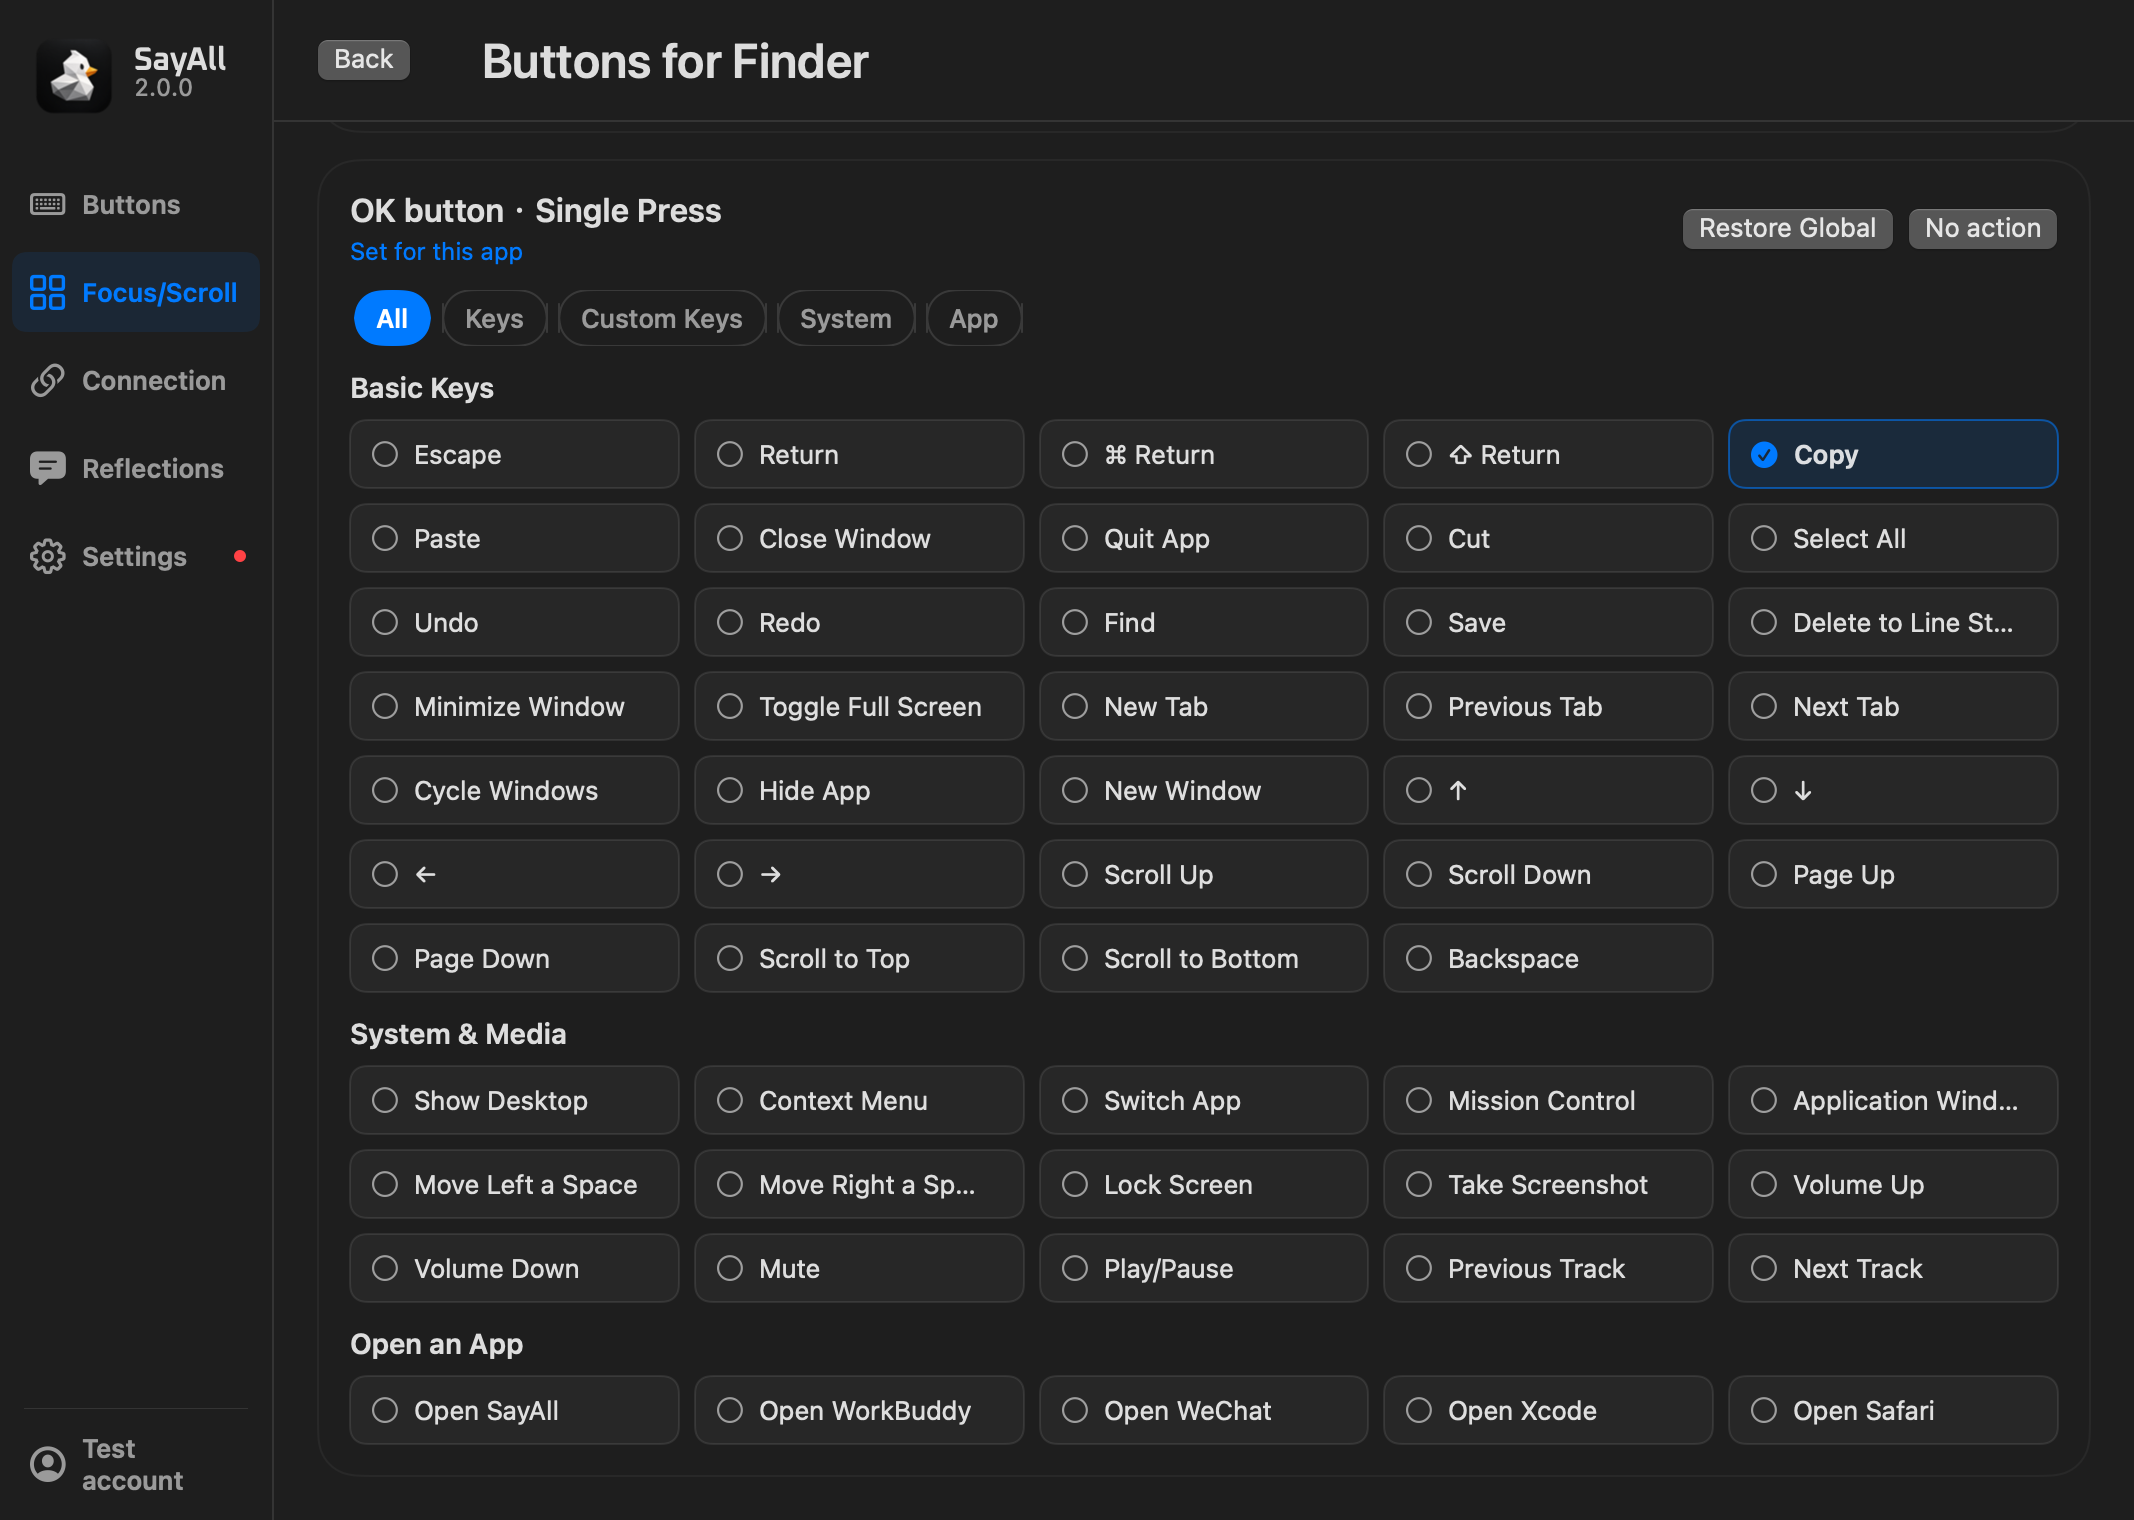 SayAll
2.0.0
Buttons
Focus/Scroll
Connection
Reflections
Settings
Test
account
Back
Buttons for Finder
OK button · Single Press
Set for this app
Restore Global
No action
All
Keys
Custom Keys
System
App
Basic Keys
Escape
Return
⌘ Return
⇧ Return
Copy
Paste
Close Window
Quit App
Cut
Select All
Undo
Redo
Find
Save
Delete to Line St...
Minimize Window
Toggle Full Screen
New Tab
Previous Tab
Next Tab
Cycle Windows
Hide App
New Window
↑
↓
←
→
Scroll Up
Scroll Down
Page Up
Page Down
Scroll to Top
Scroll to Bottom
Backspace
System & Media
Show Desktop
Context Menu
Switch App
Mission Control
Application Wind...
Move Left a Space
Move Right a Sp...
Lock Screen
Take Screenshot
Volume Up
Volume Down
Mute
Play/Pause
Previous Track
Next Track
Open an App
Open SayAll
Open WorkBuddy
Open WeChat
Open Xcode
Open Safari